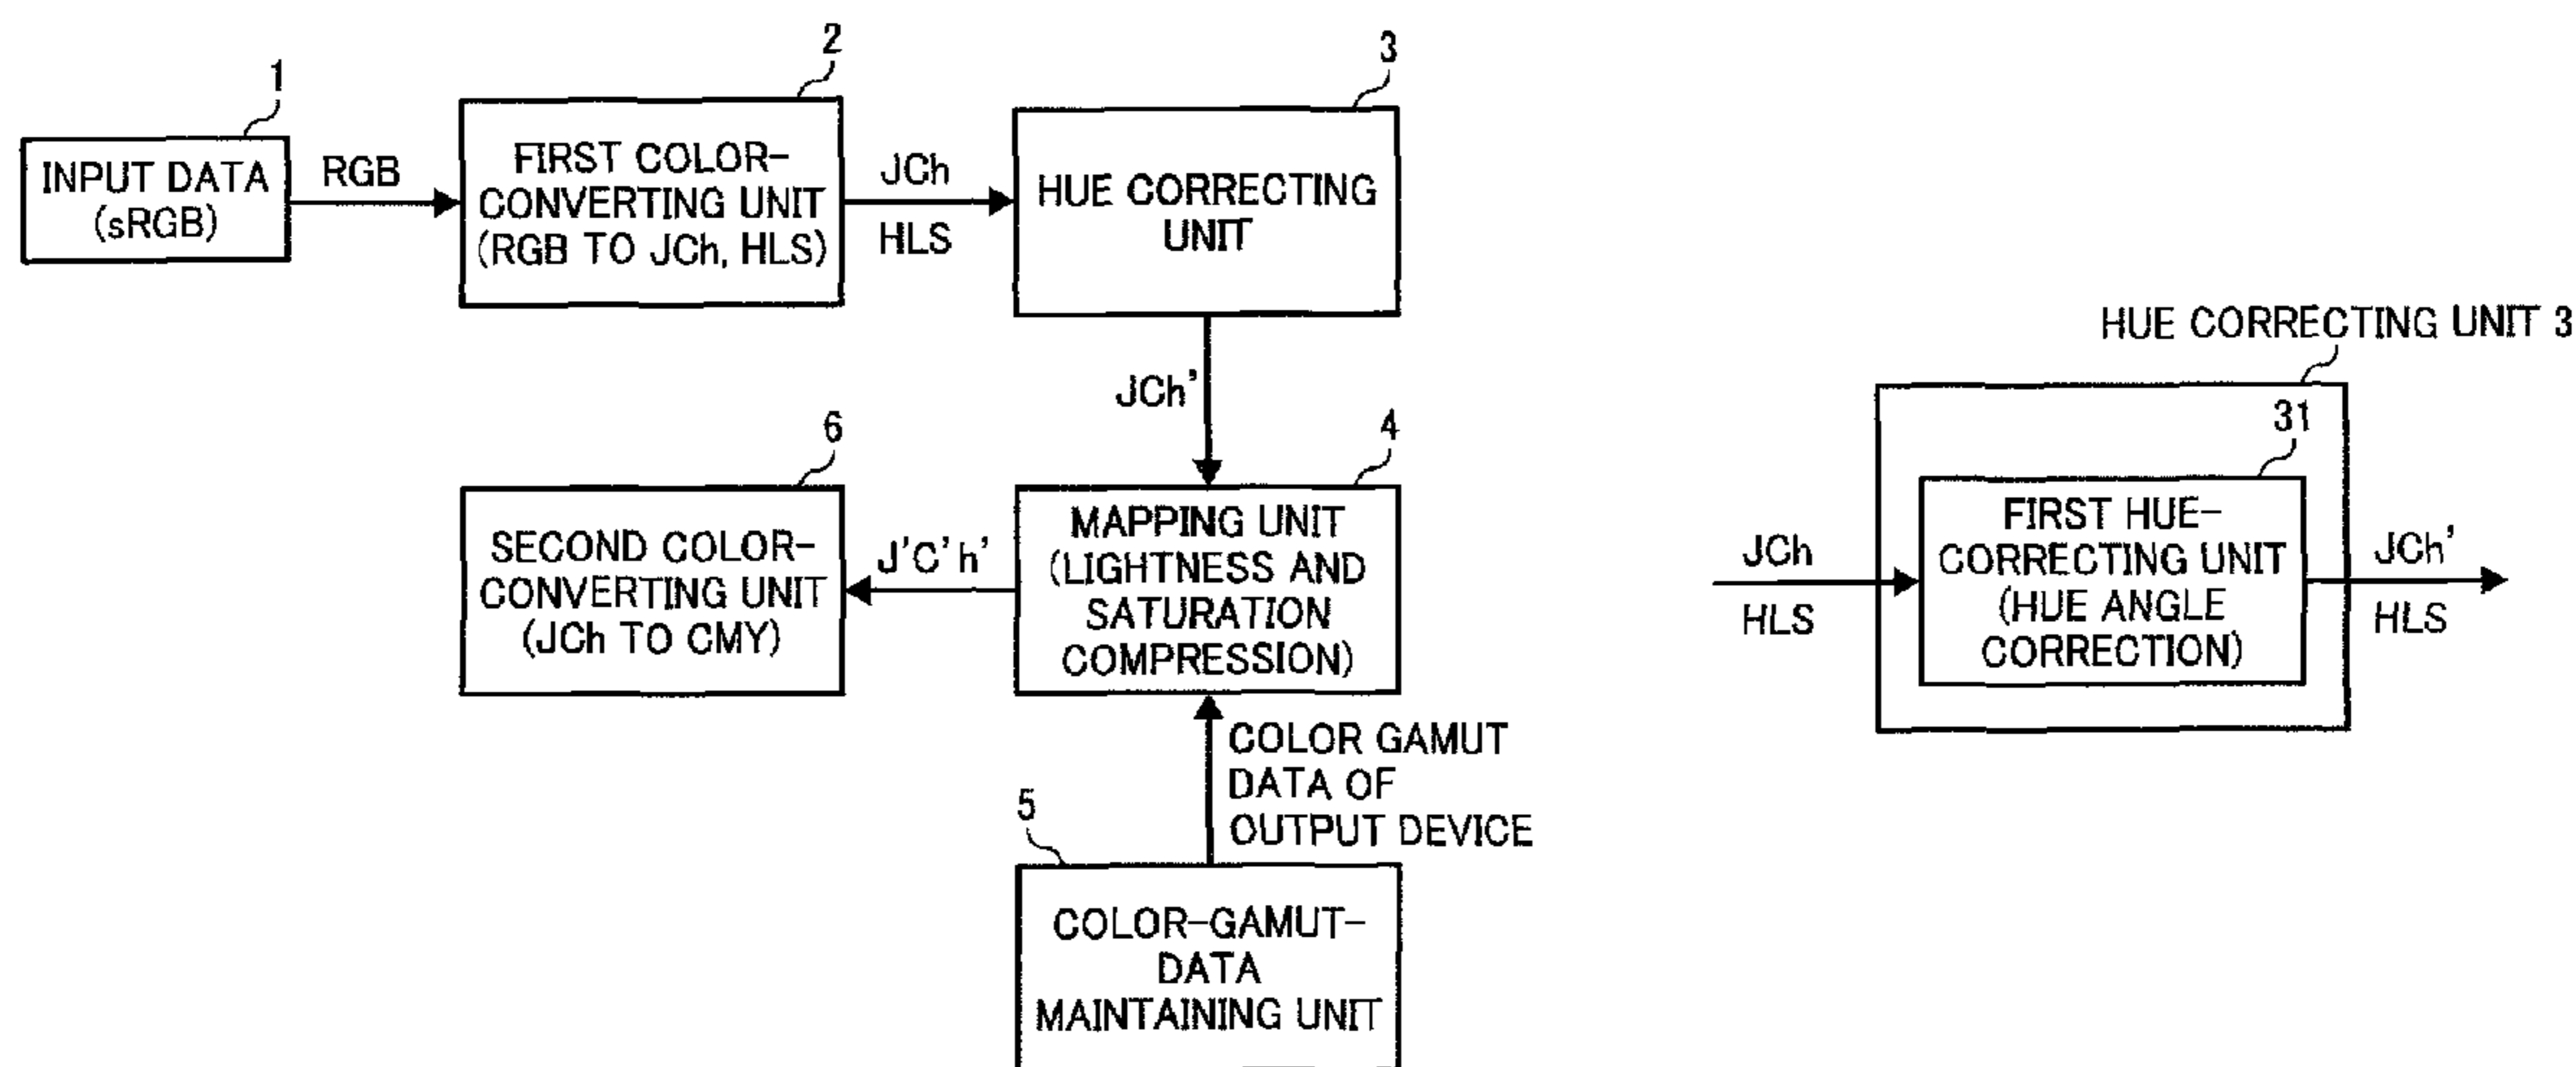 1
INPUT DATA
(sRGB)
RGB
2
FIRST COLOR-
CONVERTING UNIT
(RGB TO JCh, HLS)
JCh
HLS
3
HUE CORRECTING
UNIT
JCh'
4
MAPPING UNIT
(LIGHTNESS AND
SATURATION
COMPRESSION)
J'C'h'
6
SECOND COLOR-
CONVERTING UNIT
(JCh TO CMY)
COLOR GAMUT
DATA OF
OUTPUT DEVICE
5
COLOR-GAMUT-
DATA
MAINTAINING UNIT
HUE CORRECTING UNIT 3
31
JCh
HLS
FIRST HUE-
CORRECTING UNIT
(HUE ANGLE
CORRECTION)
JCh'
HLS